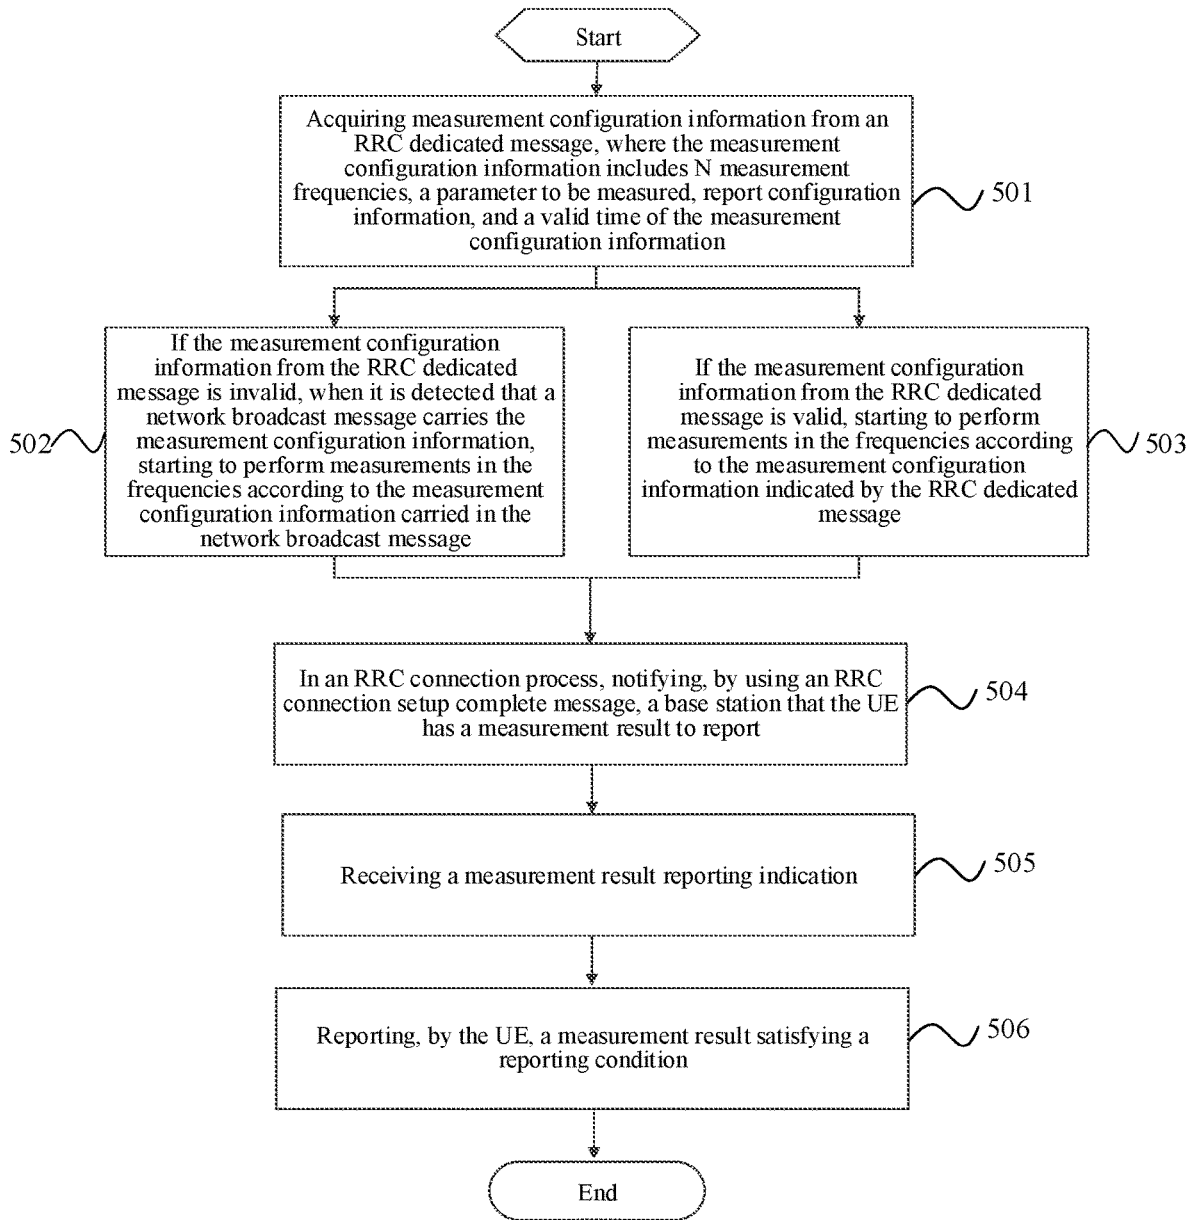 Start
Acquiring measurement configuration information from an
RRC dedicated message, where the measurement
configuration information includes N measurement
frequencies, a parameter to be measured, report configuration
information, and a valid time of the measurement
configuration information
501
If the measurement configuration
information from the RRC dedicated
message is invalid, when it is detected that a
network broadcast message carries the
measurement configuration information,
starting to perform measurements in the
frequencies according to the measurement
configuration information carried in the
network broadcast message
502
If the measurement configuration
information from the RRC dedicated
message is valid, starting to perform
measurements in the frequencies according
to the measurement configuration
information indicated by the RRC dedicated
message
503
In an RRC connection process, notifying, by using an RRC
connection setup complete message, a base station that the UE
has a measurement result to report
504
Receiving a measurement result reporting indication
505
Reporting, by the UE, a measurement result satisfying a
reporting condition
506
End